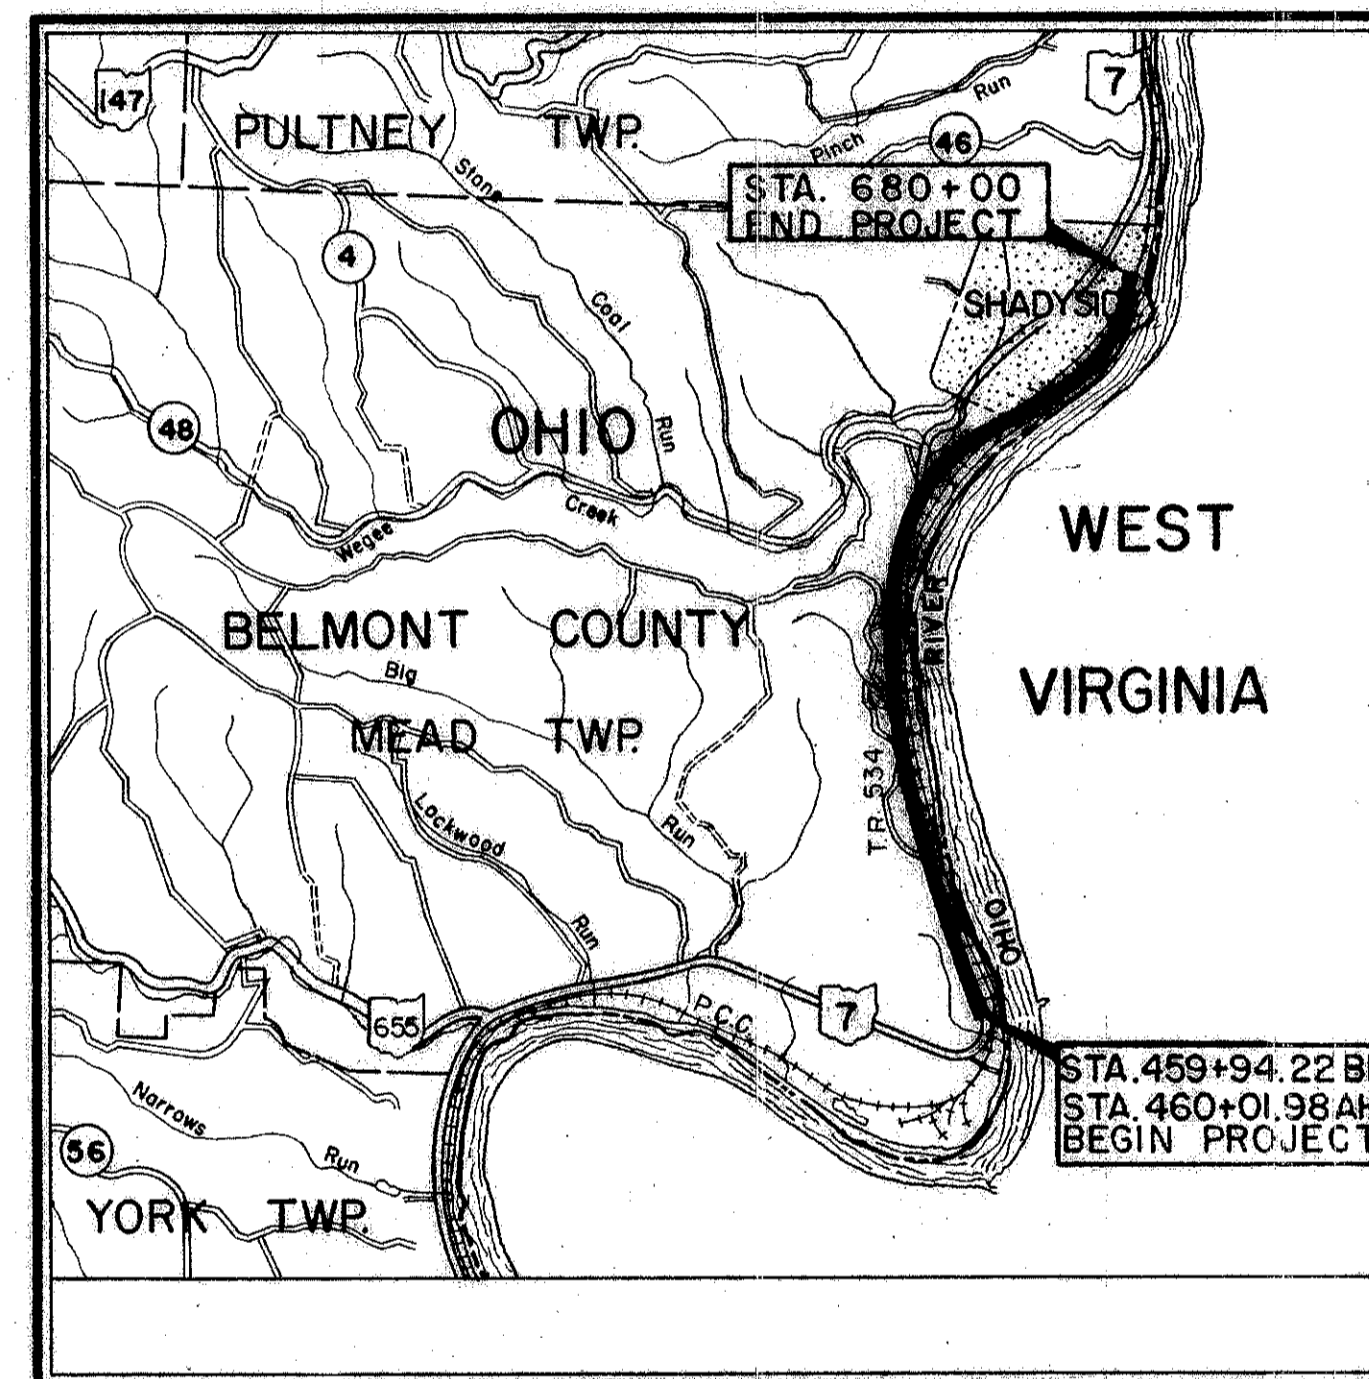 147
7
PULTNEY TWP.
Pinch Run
46
STA. 680+00
END PROJECT
4
Stone Coal Run
SHADYSID
48
OHIO
Wegee Creek
WEST
VIRGINIA
BELMONT COUNTY
RIVER
Big Run
MEAD TWP.
T.R. 534
Lockwood Run
OHIO
655
P.C.C.
7
STA.459+94.22 B
STA.460+01.98 AH
BEGIN PROJECT
Narrows Run
56
YORK TWP.